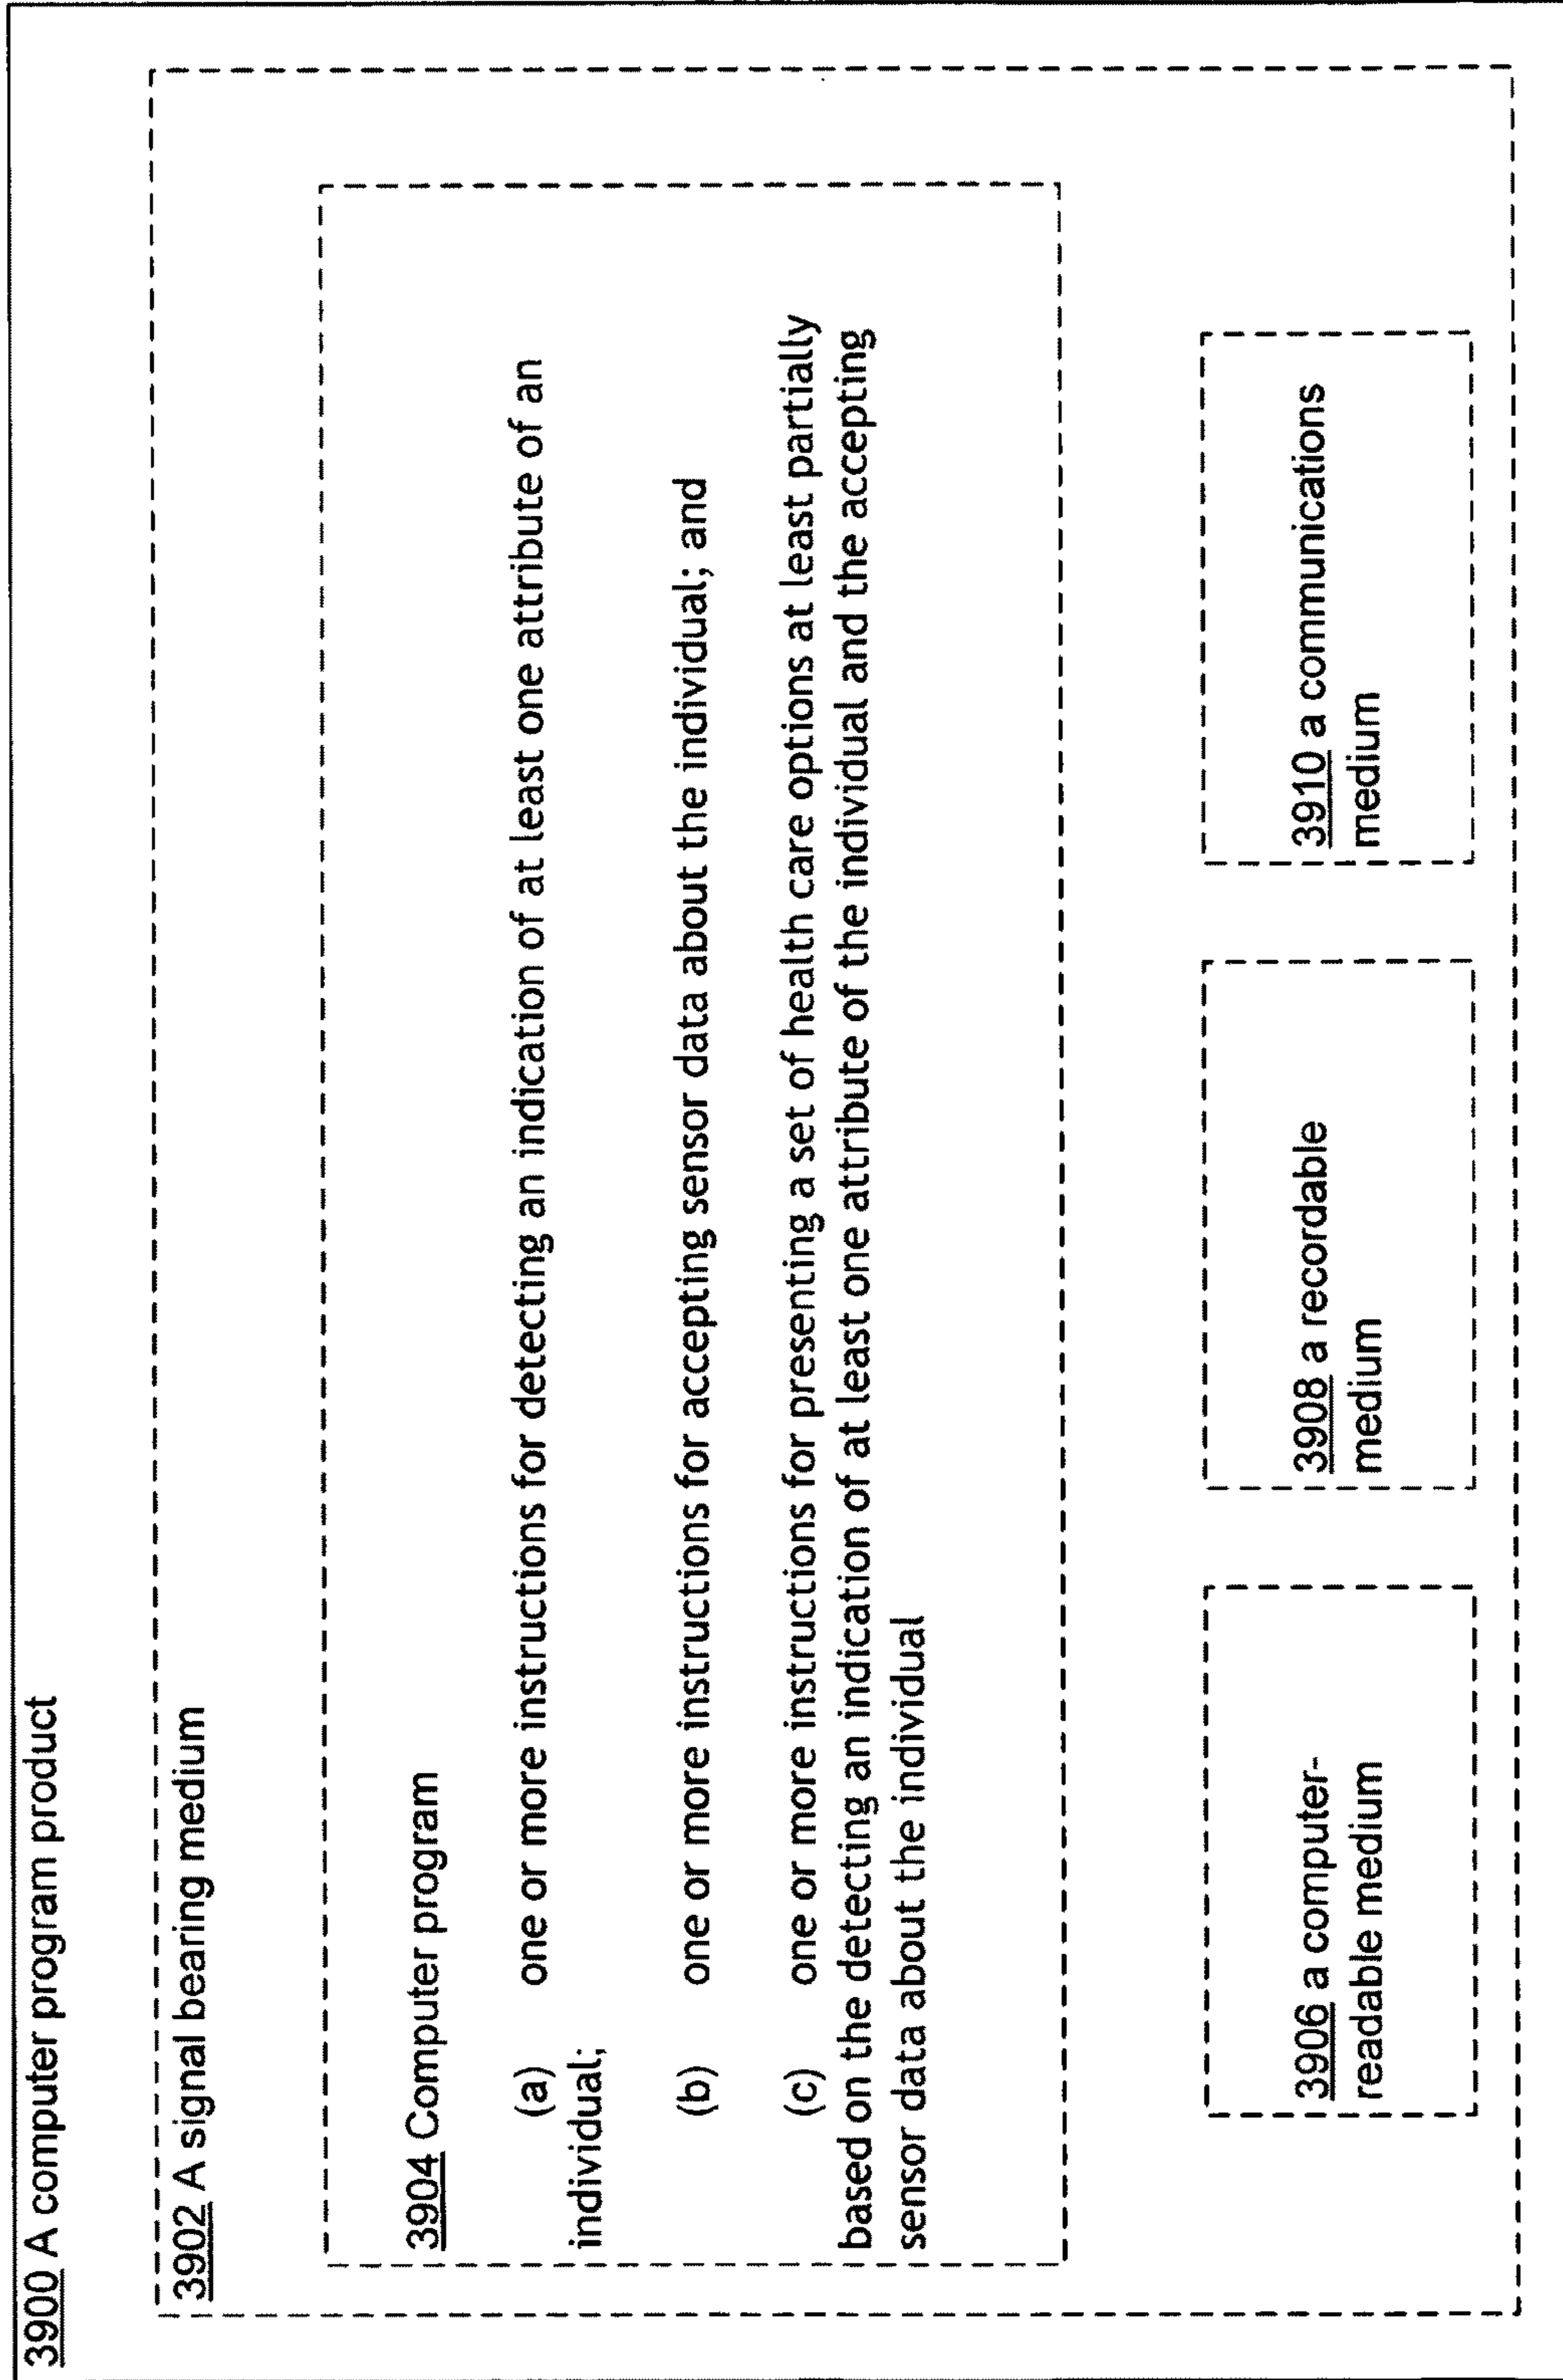 3900 A computer program product
3902 A signal bearing medium
3904 Computer program
(a) one or more instructions for detecting an indication of at least one attribute of an
individual;
(b) one or more instructions for accepting sensor data about the individual; and
(c) one or more instructions for presenting a set of health care options at least partially
based on the detecting an indication of at least one attribute of the individual and the accepting
sensor data about the individual
3906 a computer-
readable medium
3908 a recordable
medium
3910 a communications
medium